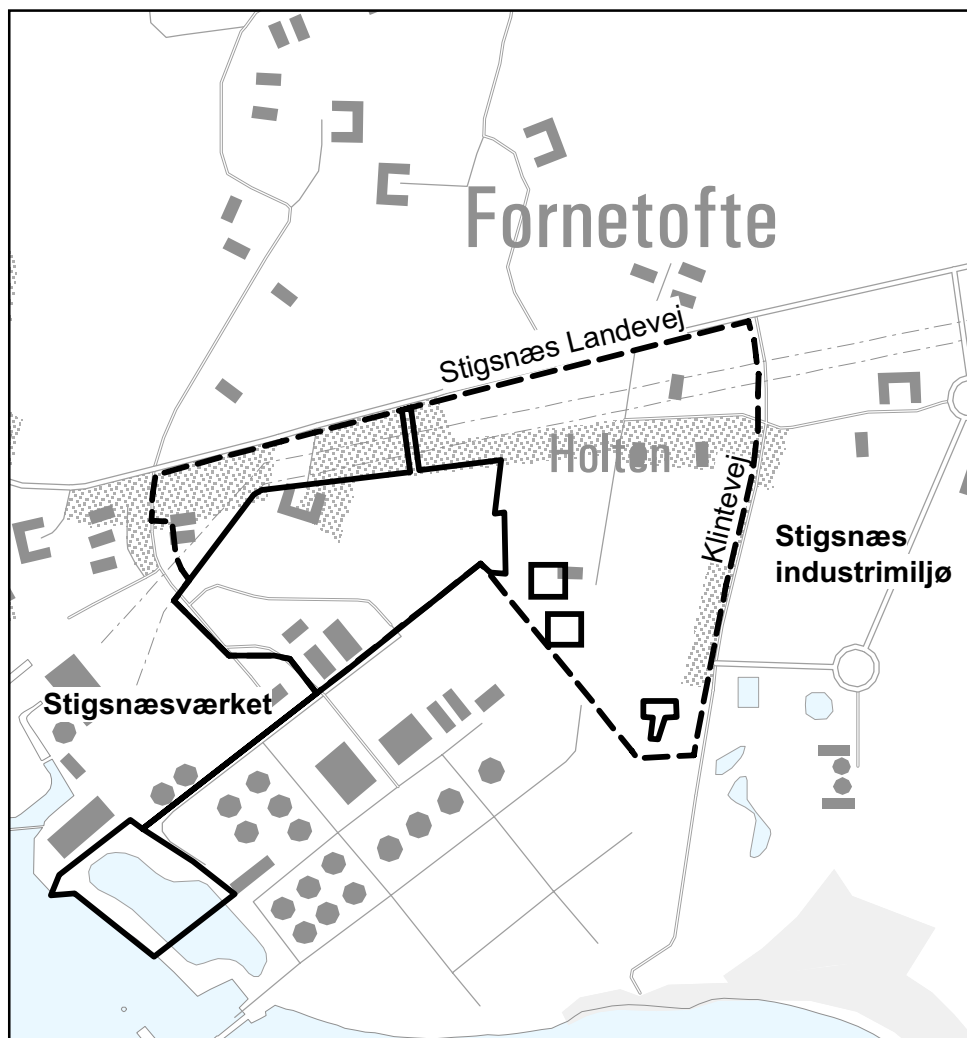 Fornetofte
Stigsnæs Landevej
Holten
Klintevej
Stigsnæs
industrimiljø
Stigsnæsværket